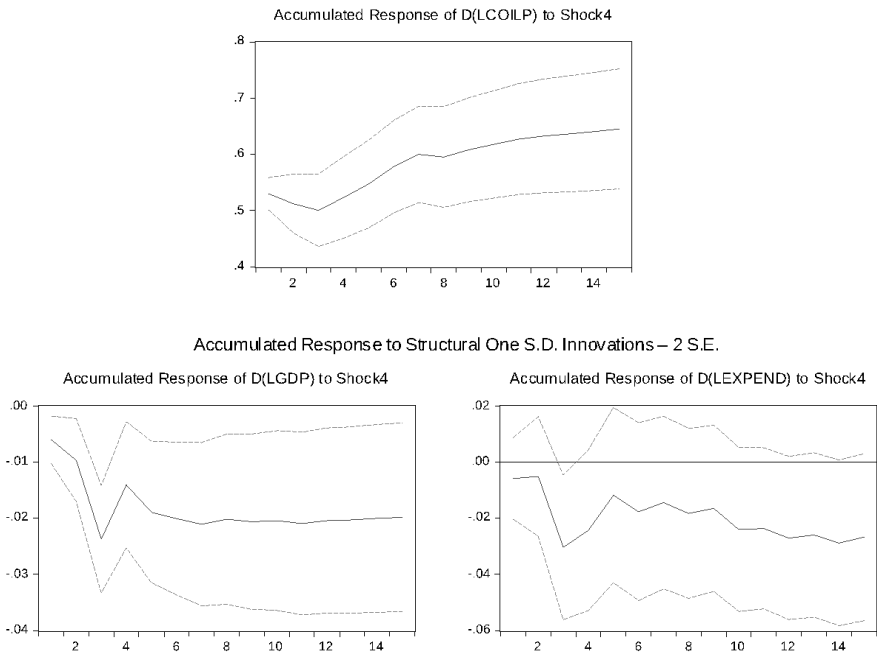 Accumulated Response of D(LCOILP) to Shock4
.8
.7
.6
.5
.4
2 4 6 8 10 12 14
Accumulated Response to Structural One S.D. Innovations – 2 S.E.
Accumulated Response of D(LGDP) to Shock4
.00
-.01
-.02
-.03
-.04
2 4 6 8 10 12 14
Accumulated Response of D(LEXPEND) to Shock4
.02
.00
-.02
-.04
-.06
2 4 6 8 10 12 14